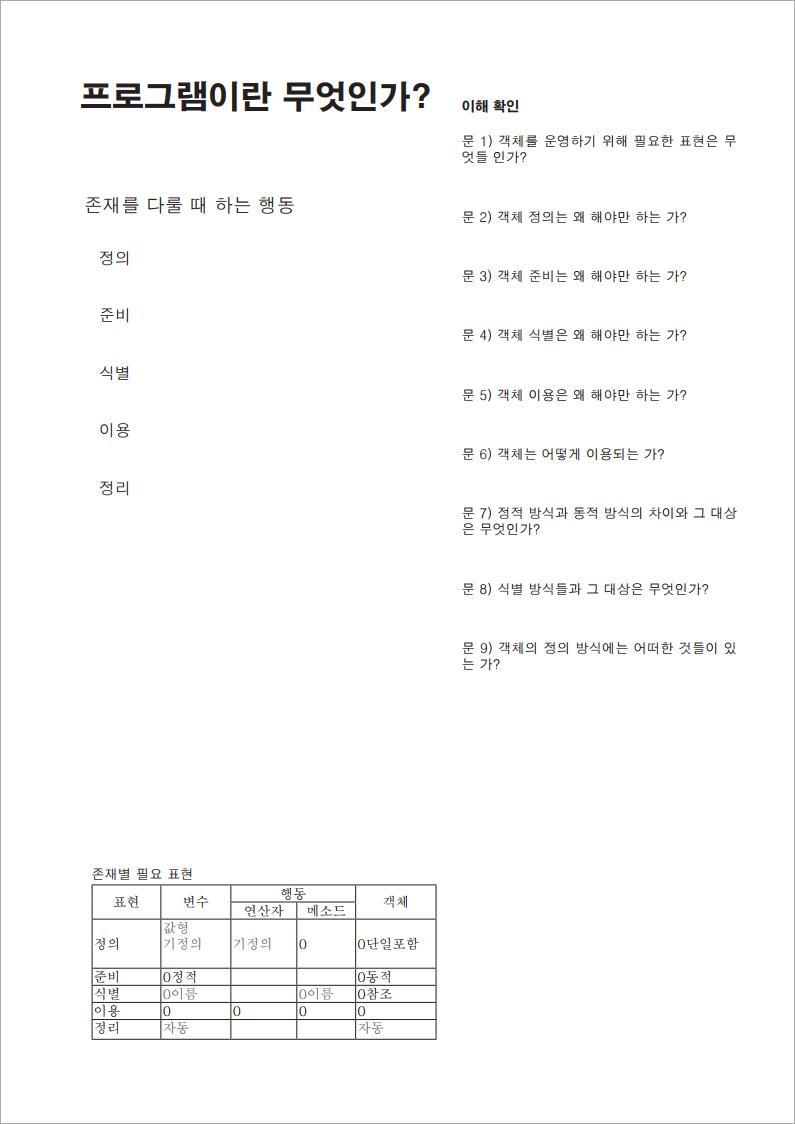 프로그램이란 무엇인가?
존재를 다룰 때 하는 행동
정의
준비
식별
이용
정리
이해 확인
문 1) 객체를 운영하기 위해 필요한 표현은 무
엇들 인가?
문 2) 객체 정의는 왜 해야만 하는 가?
문 3) 객체 준비는 왜 해야만 하는 가?
문 4) 객체 식별은 왜 해야만 하는 가?
문 5) 객체 이용은 왜 해야만 하는 가?
문 6) 객체는 어떻게 이용되는 가?
문 7) 정적 방식과 동적 방식의 차이와 그 대상
은 무엇인가?
문 8) 식별 방식들과 그 대상은 무엇인가?
문 9) 객체의 정의 방식에는 어떠한 것들이 있
는 가?
존재별 필요 표현
표현 변수 행동 객체
연산자 메소드
값형
정의 기정의 기정의 0 0단일포함
준비 0정적 0동적
식별 0이름 0이름 0참조
이용 0 0 0 0
정리 자동 자동